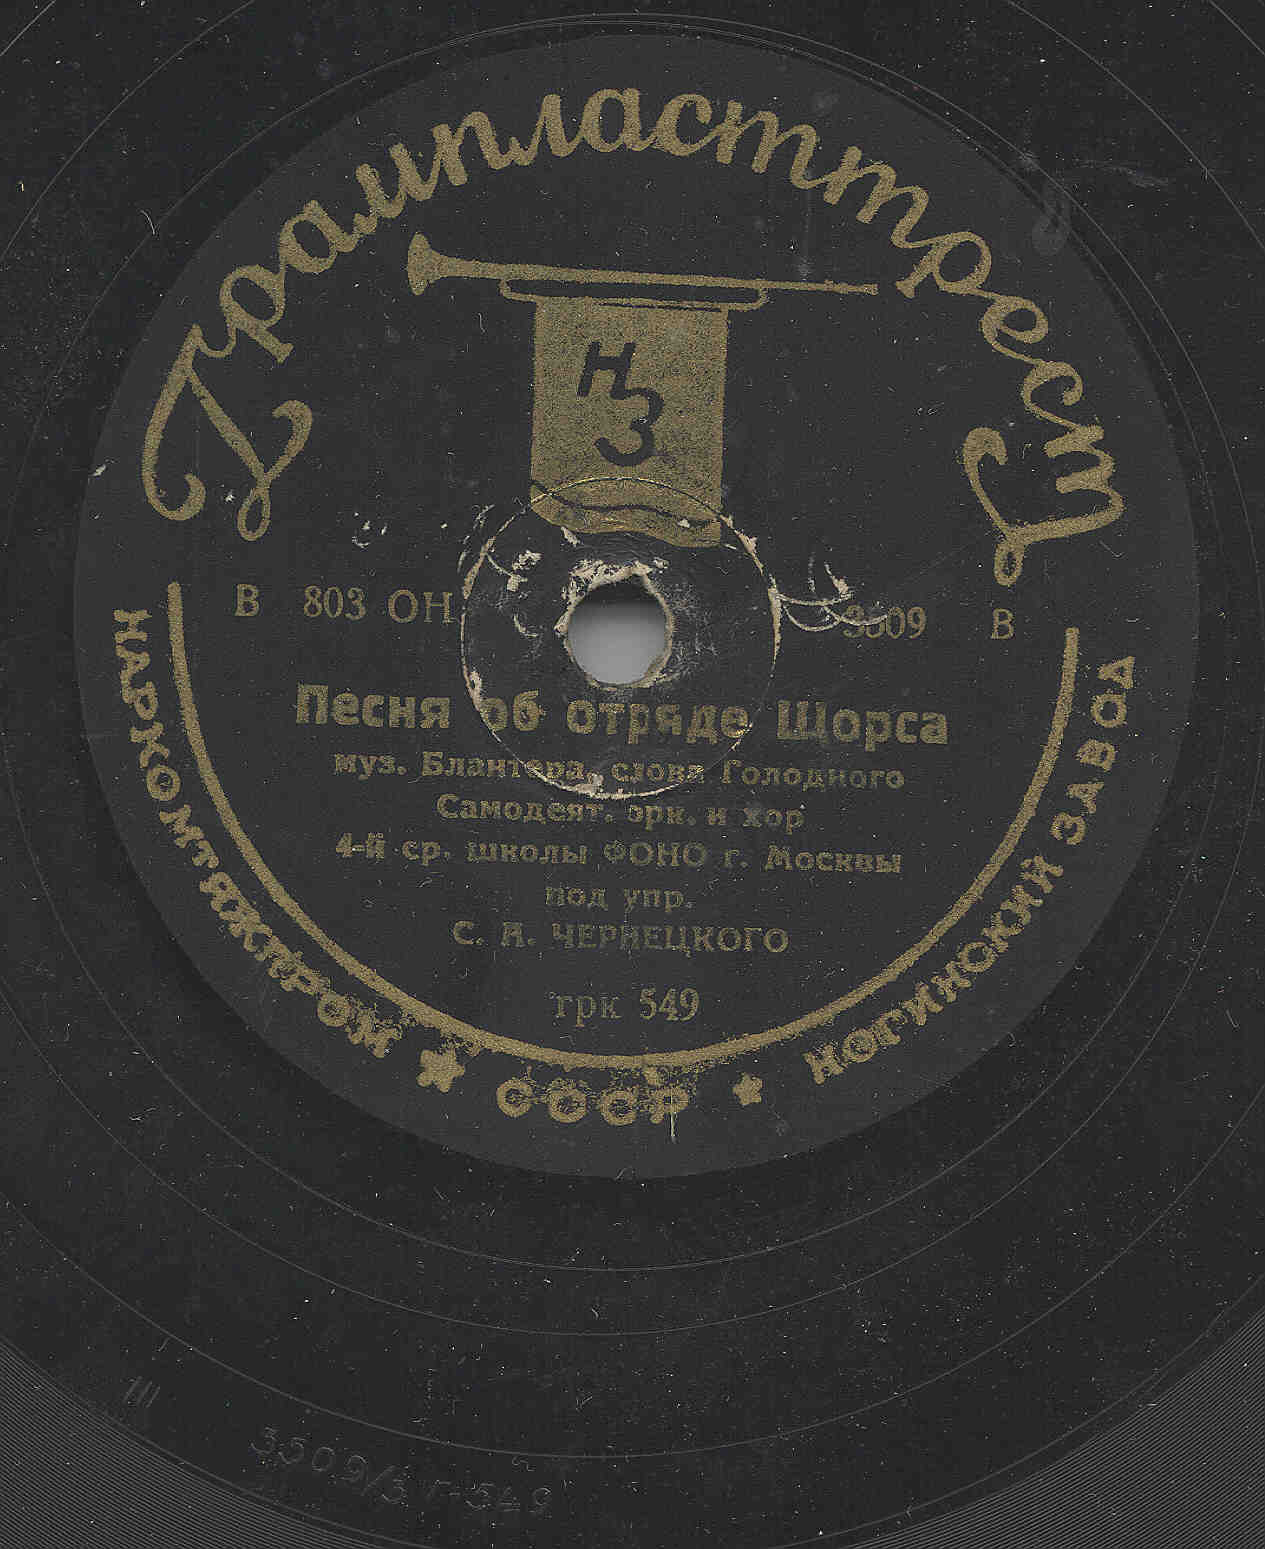 Грампласттрест
НЗ
В 803 ОН 3509 В
Песня об отряде Щорса
муз. Блантера, слова Голодного
Самодеят. орк. и хор
4-й ср. школы ФОНО г. Москвы
под упр.
С. А. ЧЕРНЕЦКОГО
грк 549
НАРКОМТЯЖПРОМ ★ СССР ★ НОГИНСКИЙ ЗАВОД
3509/3 Г-549